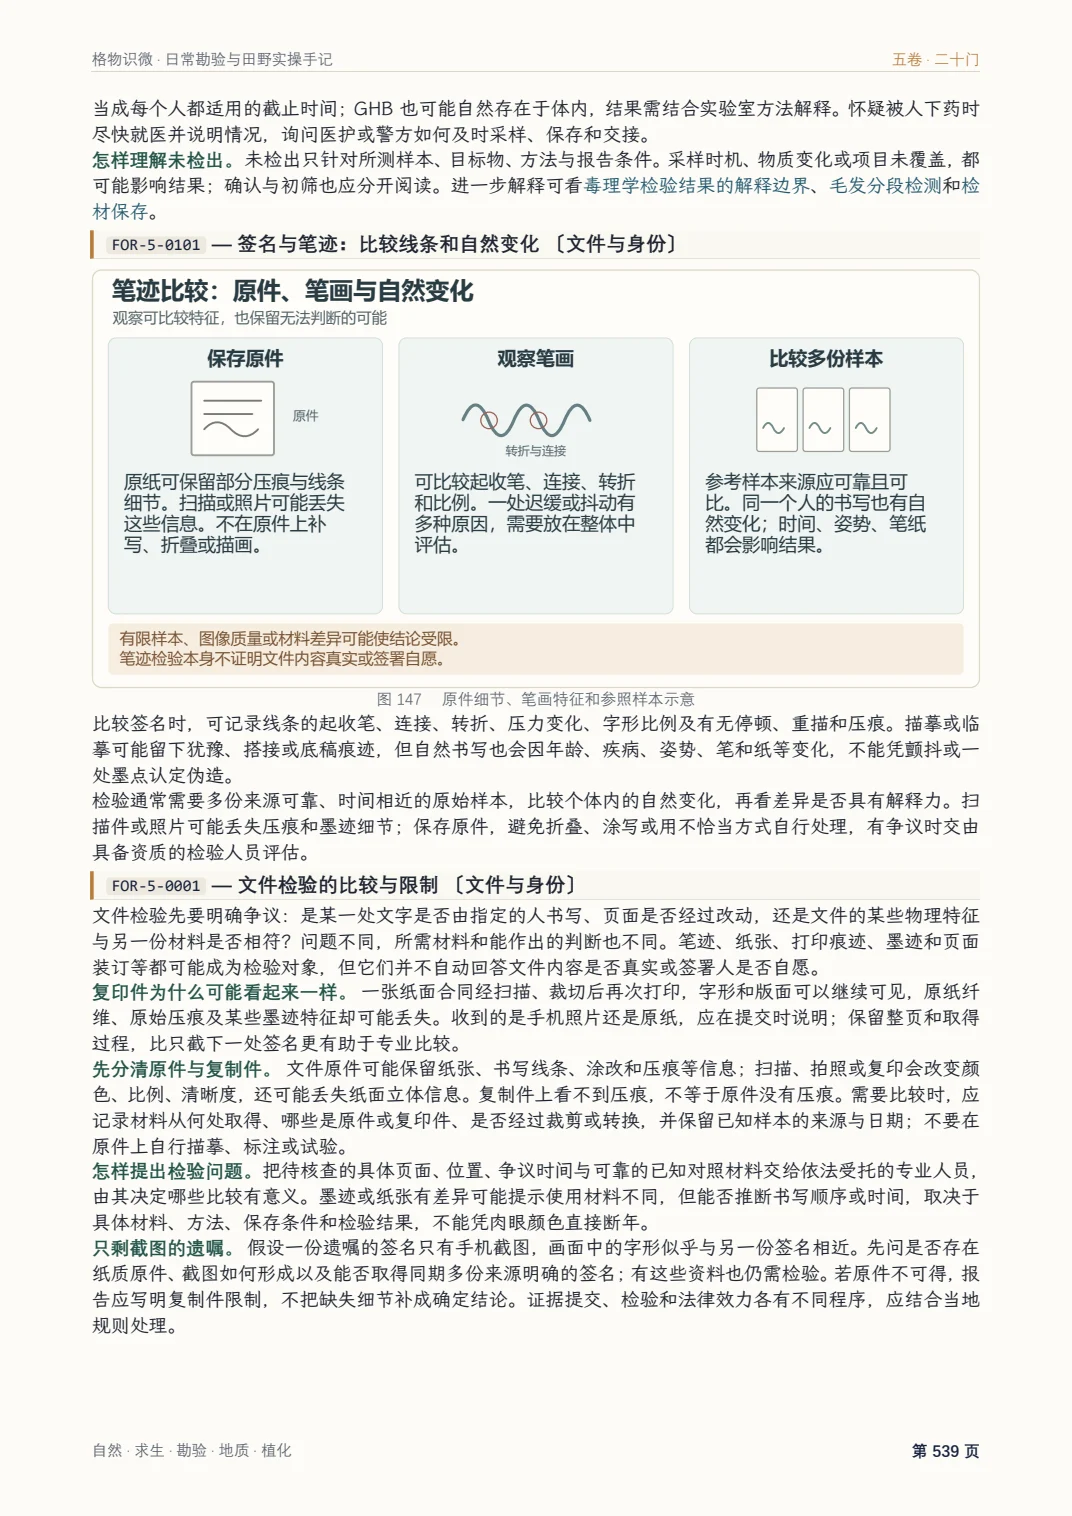 格物识微 · 日常勘验与田野实操手记
五卷 · 二十门
当成每个人都适用的截止时间；GHB 也可能自然存在于体内，结果需结合实验室方法解释。怀疑被人下药时
尽快就医并说明情况，询问医护或警方如何及时采样、保存和交接。
怎样理解未检出。未检出只针对所测样本、目标物、方法与报告条件。采样时机、物质变化或项目未覆盖，都
可能影响结果；确认与初筛也应分开阅读。进一步解释可看毒理学检验结果的解释边界、毛发分段检测和检
材保存。
FOR-5-0101 — 签名与笔迹：比较线条和自然变化 〔文件与身份〕
笔迹比较：原件、笔画与自然变化
观察可比较特征，也保留无法判断的可能
保存原件
原件
原纸可保留部分压痕与线条
细节。扫描或照片可能丢失
这些信息。不在原件上补
写、折叠或描画。
观察笔画
转折与连接
可比较起收笔、连接、转折
和比例。一处迟缓或抖动有
多种原因，需要放在整体中
评估。
比较多份样本
参考样本来源应可靠且可
比。同一个人的书写也有自
然变化；时间、姿势、笔纸
都会影响结果。
有限样本、图像质量或材料差异可能使结论受限。
笔迹检验本身不证明文件内容真实或签署自愿。
图 147 原件细节、笔画特征和参照样本示意
比较签名时，可记录线条的起收笔、连接、转折、压力变化、字形比例及有无停顿、重描和压痕。描摹或临
摹可能留下犹豫、搭接或底稿痕迹，但自然书写也会因年龄、疾病、姿势、笔和纸等变化，不能凭颤抖或一
处墨点认定伪造。
检验通常需要多份来源可靠、时间相近的原始样本，比较个体内的自然变化，再看差异是否具有解释力。扫
描件或照片可能丢失压痕和墨迹细节；保存原件，避免折叠、涂写或用不恰当方式自行处理，有争议时交由
具备资质的检验人员评估。
FOR-5-0001 — 文件检验的比较与限制 〔文件与身份〕
文件检验先要明确争议：是某一处文字是否由指定的人书写、页面是否经过改动，还是文件的某些物理特征
与另一份材料是否相符？问题不同，所需材料和能作出的判断也不同。笔迹、纸张、打印痕迹、墨迹和页面
装订等都可能成为检验对象，但它们并不自动回答文件内容是否真实或签署人是否自愿。
复印件为什么可能看起来一样。 一张纸面合同经扫描、裁切后再次打印，字形和版面可以继续可见，原纸纤
维、原始压痕及某些墨迹特征却可能丢失。收到的是手机照片还是原纸，应在提交时说明；保留整页和取得
过程，比只截下一处签名更有助于专业比较。
先分清原件与复制件。 文件原件可能保留纸张、书写线条、涂改和压痕等信息；扫描、拍照或复印会改变颜
色、比例、清晰度，还可能丢失纸面立体信息。复制件上看不到压痕，不等于原件没有压痕。需要比较时，应
记录材料从何处取得、哪些是原件或复印件、是否经过裁剪或转换，并保留已知样本的来源与日期；不要在
原件上自行描摹、标注或试验。
怎样提出检验问题。把待核查的具体页面、位置、争议时间与可靠的已知对照材料交给依法受托的专业人员，
由其决定哪些比较有意义。墨迹或纸张有差异可能提示使用材料不同，但能否推断书写顺序或时间，取决于
具体材料、方法、保存条件和检验结果，不能凭肉眼颜色直接断年。
只剩截图的遗嘱。 假设一份遗嘱的签名只有手机截图，画面中的字形似乎与另一份签名相近。先问是否存在
纸质原件、截图如何形成以及能否取得同期多份来源明确的签名；有这些资料也仍需检验。若原件不可得，报
告应写明复制件限制，不把缺失细节补成确定结论。证据提交、检验和法律效力各有不同程序，应结合当地
规则处理。
自然 · 求生 · 勘验 · 地质 · 植化
第 539 页